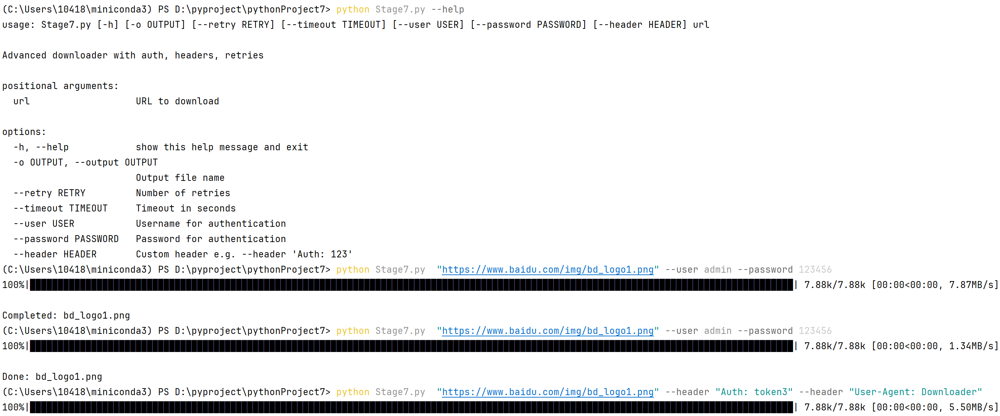 (C:\Users\10418\miniconda3) PS D:\pyproject\pythonProject7> python Stage7.py --help
usage: Stage7.py [-h] [-o OUTPUT] [--retry RETRY] [--timeout TIMEOUT] [--user USER] [--password PASSWORD] [--header HEADER] url
Advanced downloader with auth, headers, retries
positional arguments:
  url                   URL to download
options:
  -h, --help            show this help message and exit
  -o OUTPUT, --output OUTPUT
                        Output file name
  --retry RETRY         Number of retries
  --timeout TIMEOUT     Timeout in seconds
  --user USER           Username for authentication
  --password PASSWORD   Password for authentication
  --header HEADER       Custom header e.g. --header 'Auth: 123'
(C:\Users\10418\miniconda3) PS D:\pyproject\pythonProject7> python Stage7.py  "https://www.baidu.com/img/bd_logo1.png" --user admin --password 123456
100%| | 7.88k/7.88k [00:00<00:00, 7.87MB/s]
Completed: bd_logo1.png
(C:\Users\10418\miniconda3) PS D:\pyproject\pythonProject7> python Stage7.py  "https://www.baidu.com/img/bd_logo1.png" --user admin --password 123456
100%| | 7.88k/7.88k [00:00<00:00, 1.34MB/s]
Done: bd_logo1.png
(C:\Users\10418\miniconda3) PS D:\pyproject\pythonProject7> python Stage7.py  "https://www.baidu.com/img/bd_logo1.png" --header "Auth: token3" --header "User-Agent: Downloader"
100%| | 7.88k/7.88k [00:00<00:00, 5.50MB/s]